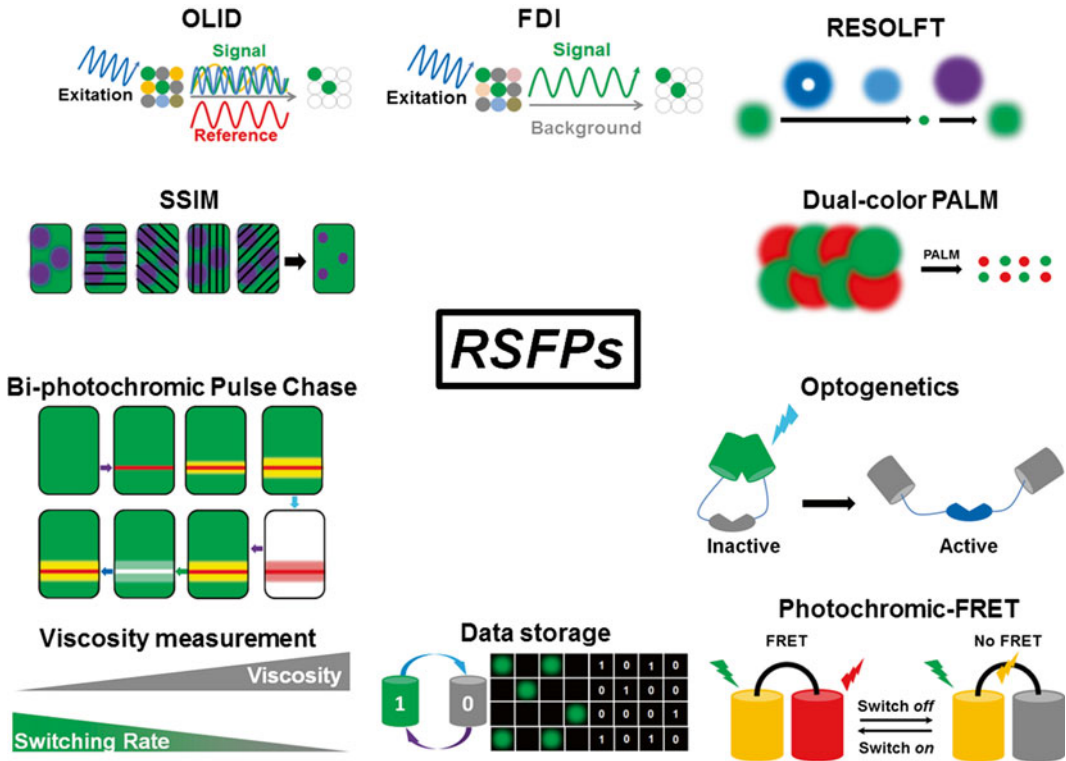 OLID
Signal
Exitation
Reference
FDI
Signal
Exitation
Background
RESOLFT
SSIM
Dual-color PALM
PALM
RSFPs
Bi-photochromic Pulse Chase
Optogenetics
Inactive
Active
Viscosity measurement
Viscosity
Switching Rate
Data storage
1
0
1 0 1 0
0 1 0 0
0 0 0 1
1 0 1 0
Photochromic-FRET
FRET
No FRET
Switch off
Switch on